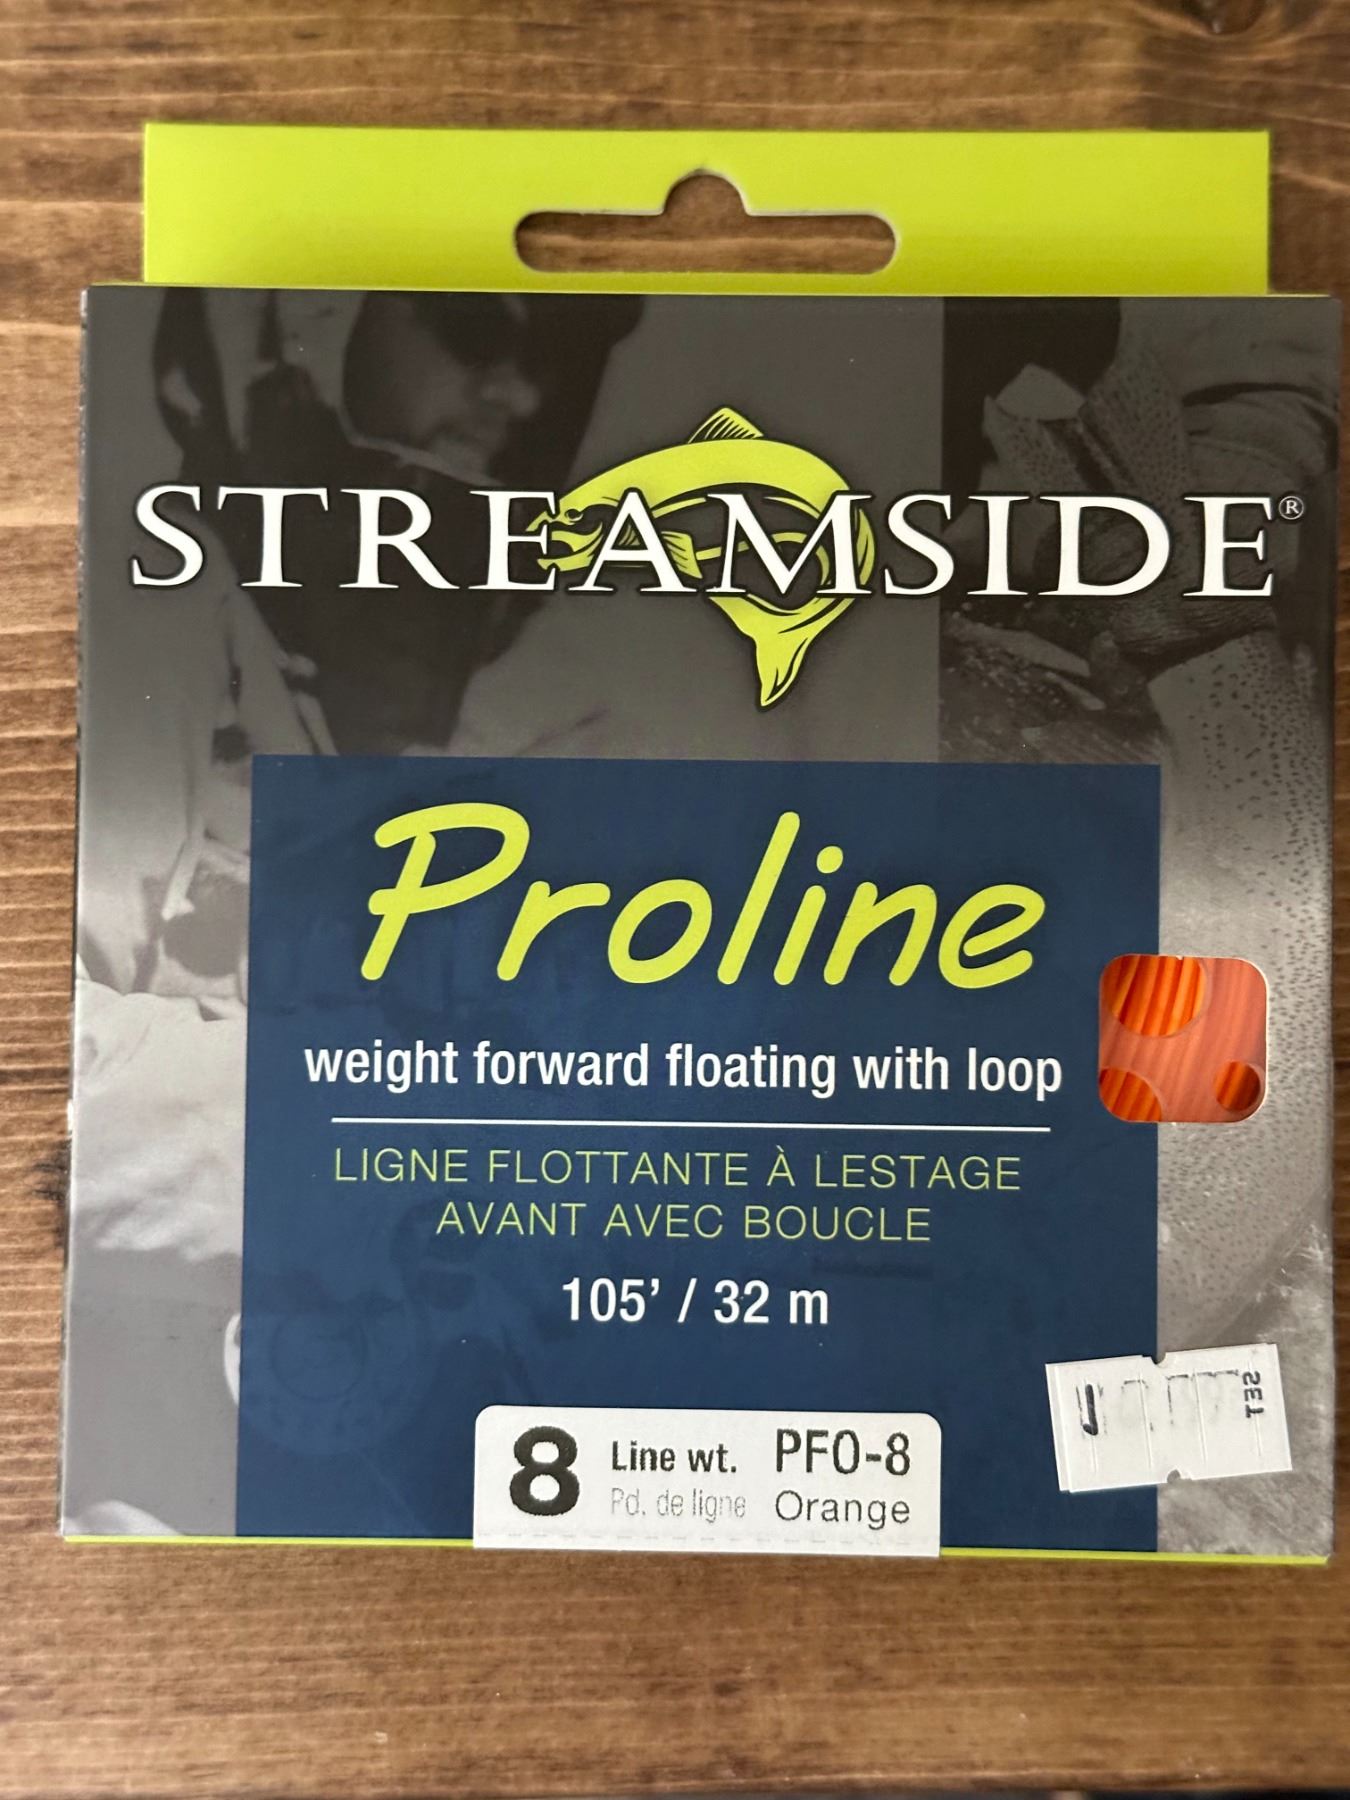 STREAMSIDE®
Proline
weight forward floating with loop
LIGNE FLOTTANTE À LESTAGE
AVANT AVEC BOUCLE
105' / 32 m
8 Line wt. PFO-8
Pd. de ligne Orange